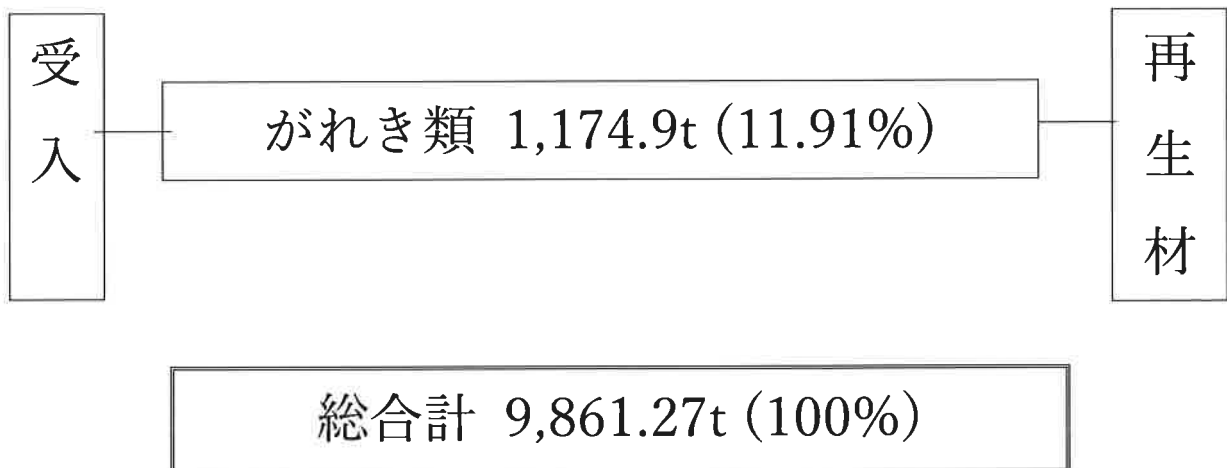 受入
がれき類 1,174.9t (11.91%)
再生材
総合計 9,861.27t (100%)